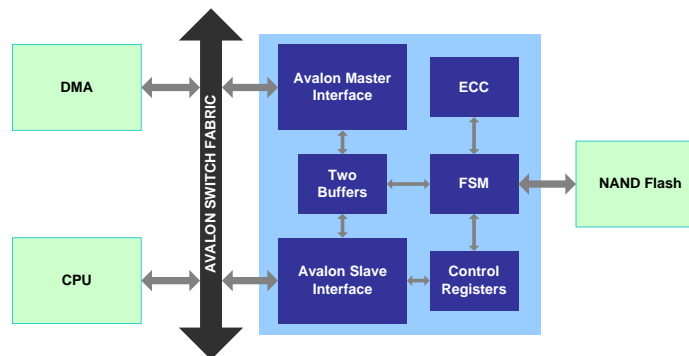 DMA
CPU
AVALON SWITCH FABRIC
Avalon Master
Interface
ECC
Two
Buffers
FSM
NAND Flash
Avalon Slave
Interface
Control
Registers